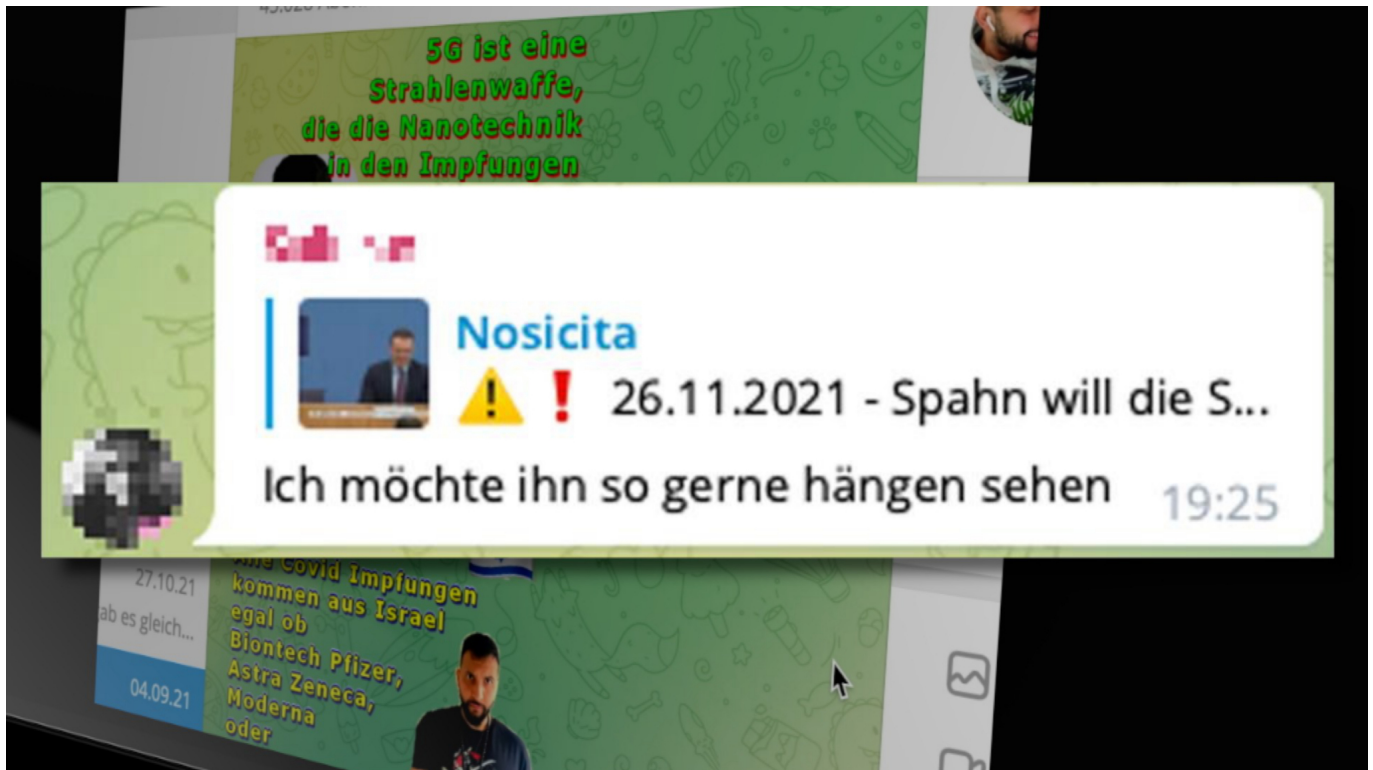 5G ist eine
Strahlenwaffe,
die die Nanotechnik
in den Impfungen
Nosicita
26.11.2021 - Spahn will die S...
Ich möchte ihn so gerne hängen sehen
19:25
27.10.21
ab es gleich...
04.09.21
Alle Covid Impfungen
kommen aus Israel
egal ob
Biontech Pfizer,
Astra Zeneca,
Moderna
oder